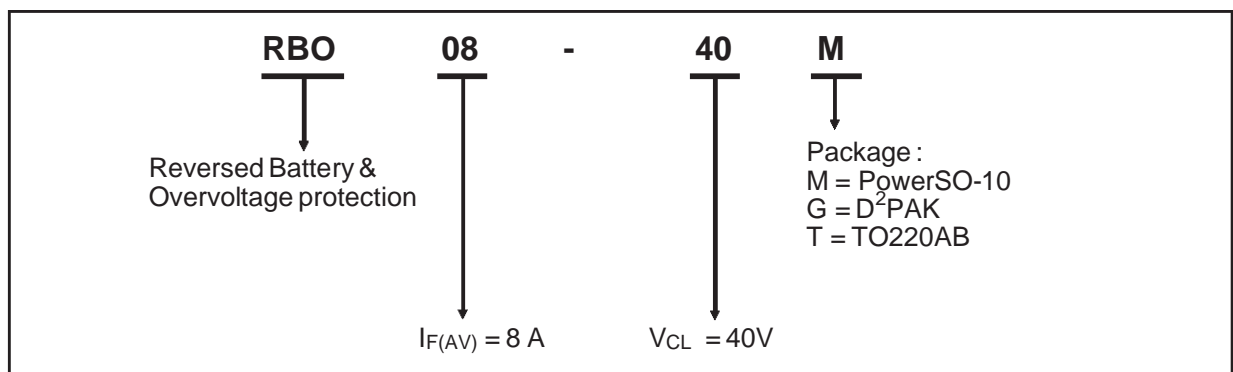 RBO 08 - 40 M
Reversed Battery &
Overvoltage protection
Package :
M = PowerSO-10
G = D²PAK
T = TO220AB
IF(AV) = 8 A
VCL = 40V